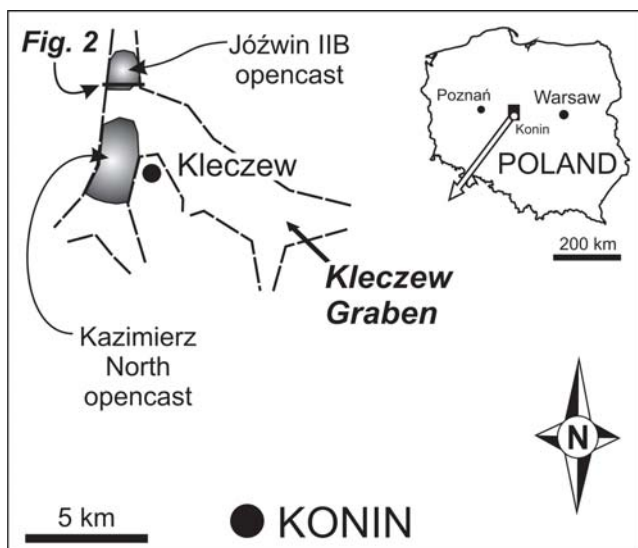 Fig. 2
Jóźwin IIB
opencast
Kleczew
Kleczew
Graben
Kazimierz
North
opencast
5 km
KONIN
Poznań
Warsaw
Konin
POLAND
200 km
N